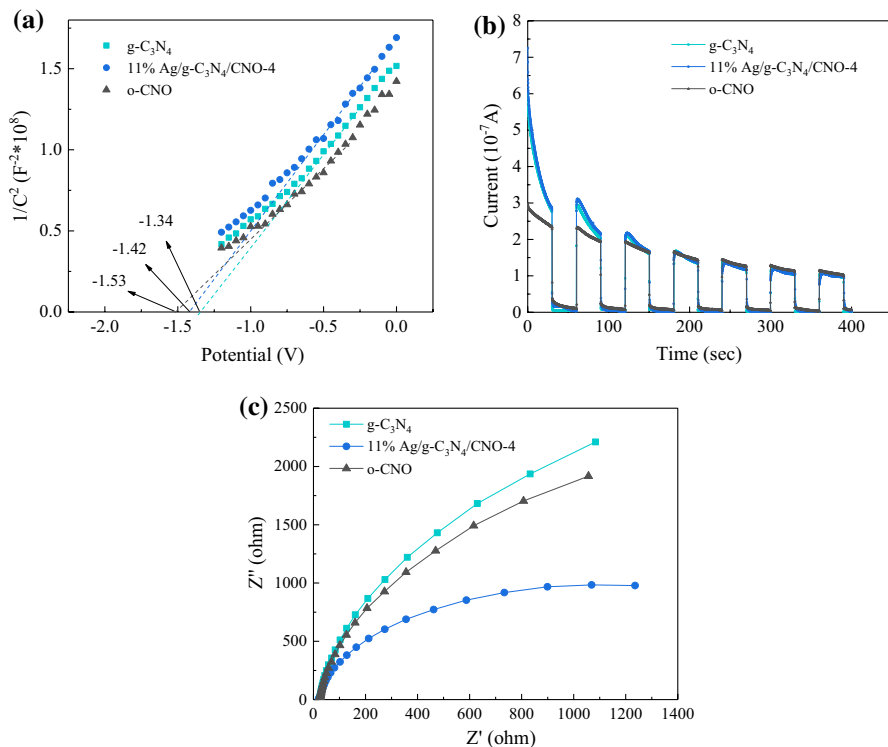 (a)
g-C₃N₄
11% Ag/g-C₃N₄/CNO-4
o-CNO
1/C² (F⁻²*10⁸)
1.5
1.0
0.5
0.0
-1.34
-1.42
-1.53
-2.0 -1.5 -1.0 -0.5 0.0
Potential (V)
(b)
g-C₃N₄
11% Ag/g-C₃N₄/CNO-4
o-CNO
Current (10⁻⁷A)
8
7
6
5
4
3
2
1
0
0 100 200 300 400
Time (sec)
(c)
g-C₃N₄
11% Ag/g-C₃N₄/CNO-4
o-CNO
Z'' (ohm)
2500
2000
1500
1000
500
0
0 200 400 600 800 1000 1200 1400
Z' (ohm)